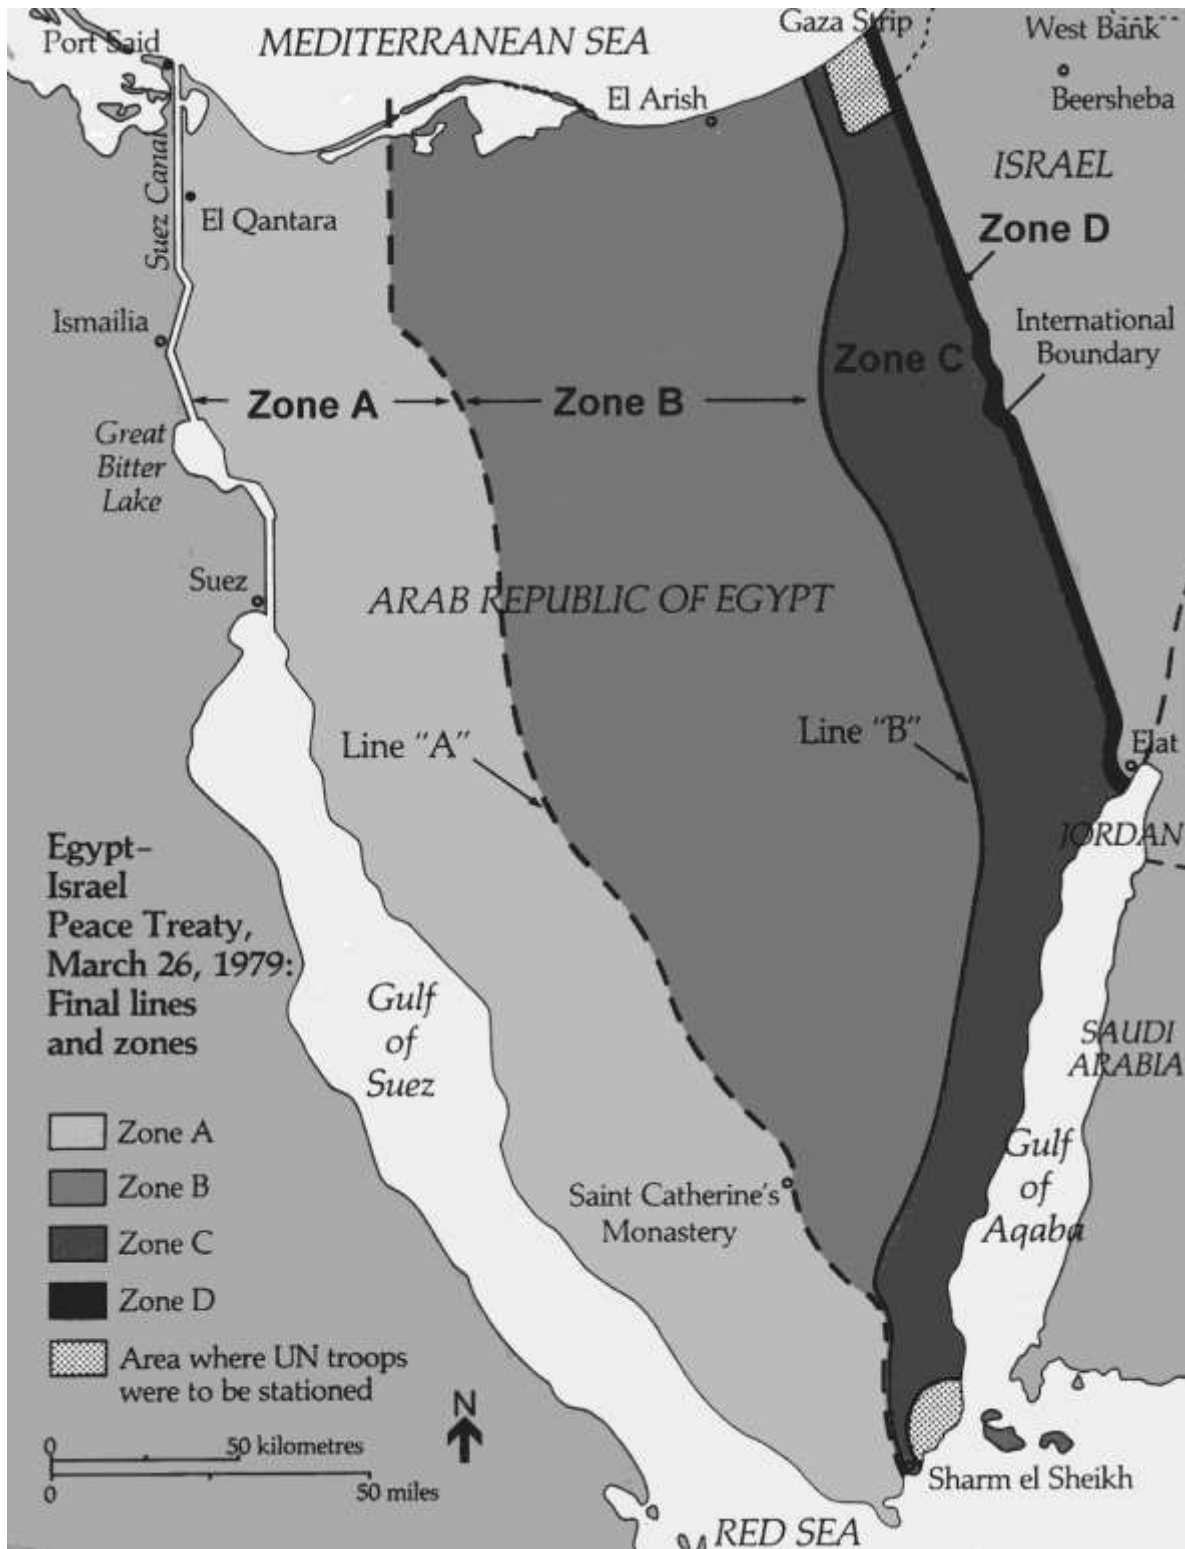 Port Said
MEDITERRANEAN SEA
Gaza Strip
West Bank
El Arish
Beersheba
Suez Canal
ISRAEL
El Qantara
Zone D
Ismailia
International
Boundary
Zone C
Zone A
Zone B
Great
Bitter
Lake
Suez
ARAB REPUBLIC OF EGYPT
Line "A"
Line "B"
Elat
JORDAN
Egypt–
Israel
Peace Treaty,
March 26, 1979:
Final lines
and zones
Gulf
of
Suez
SAUDI
ARABIA
Zone A
Zone B
Zone C
Zone D
Area where UN troops
were to be stationed
Saint Catherine's
Monastery
Gulf
of
Aqaba
N
0
50 kilometres
0
50 miles
Sharm el Sheikh
RED SEA